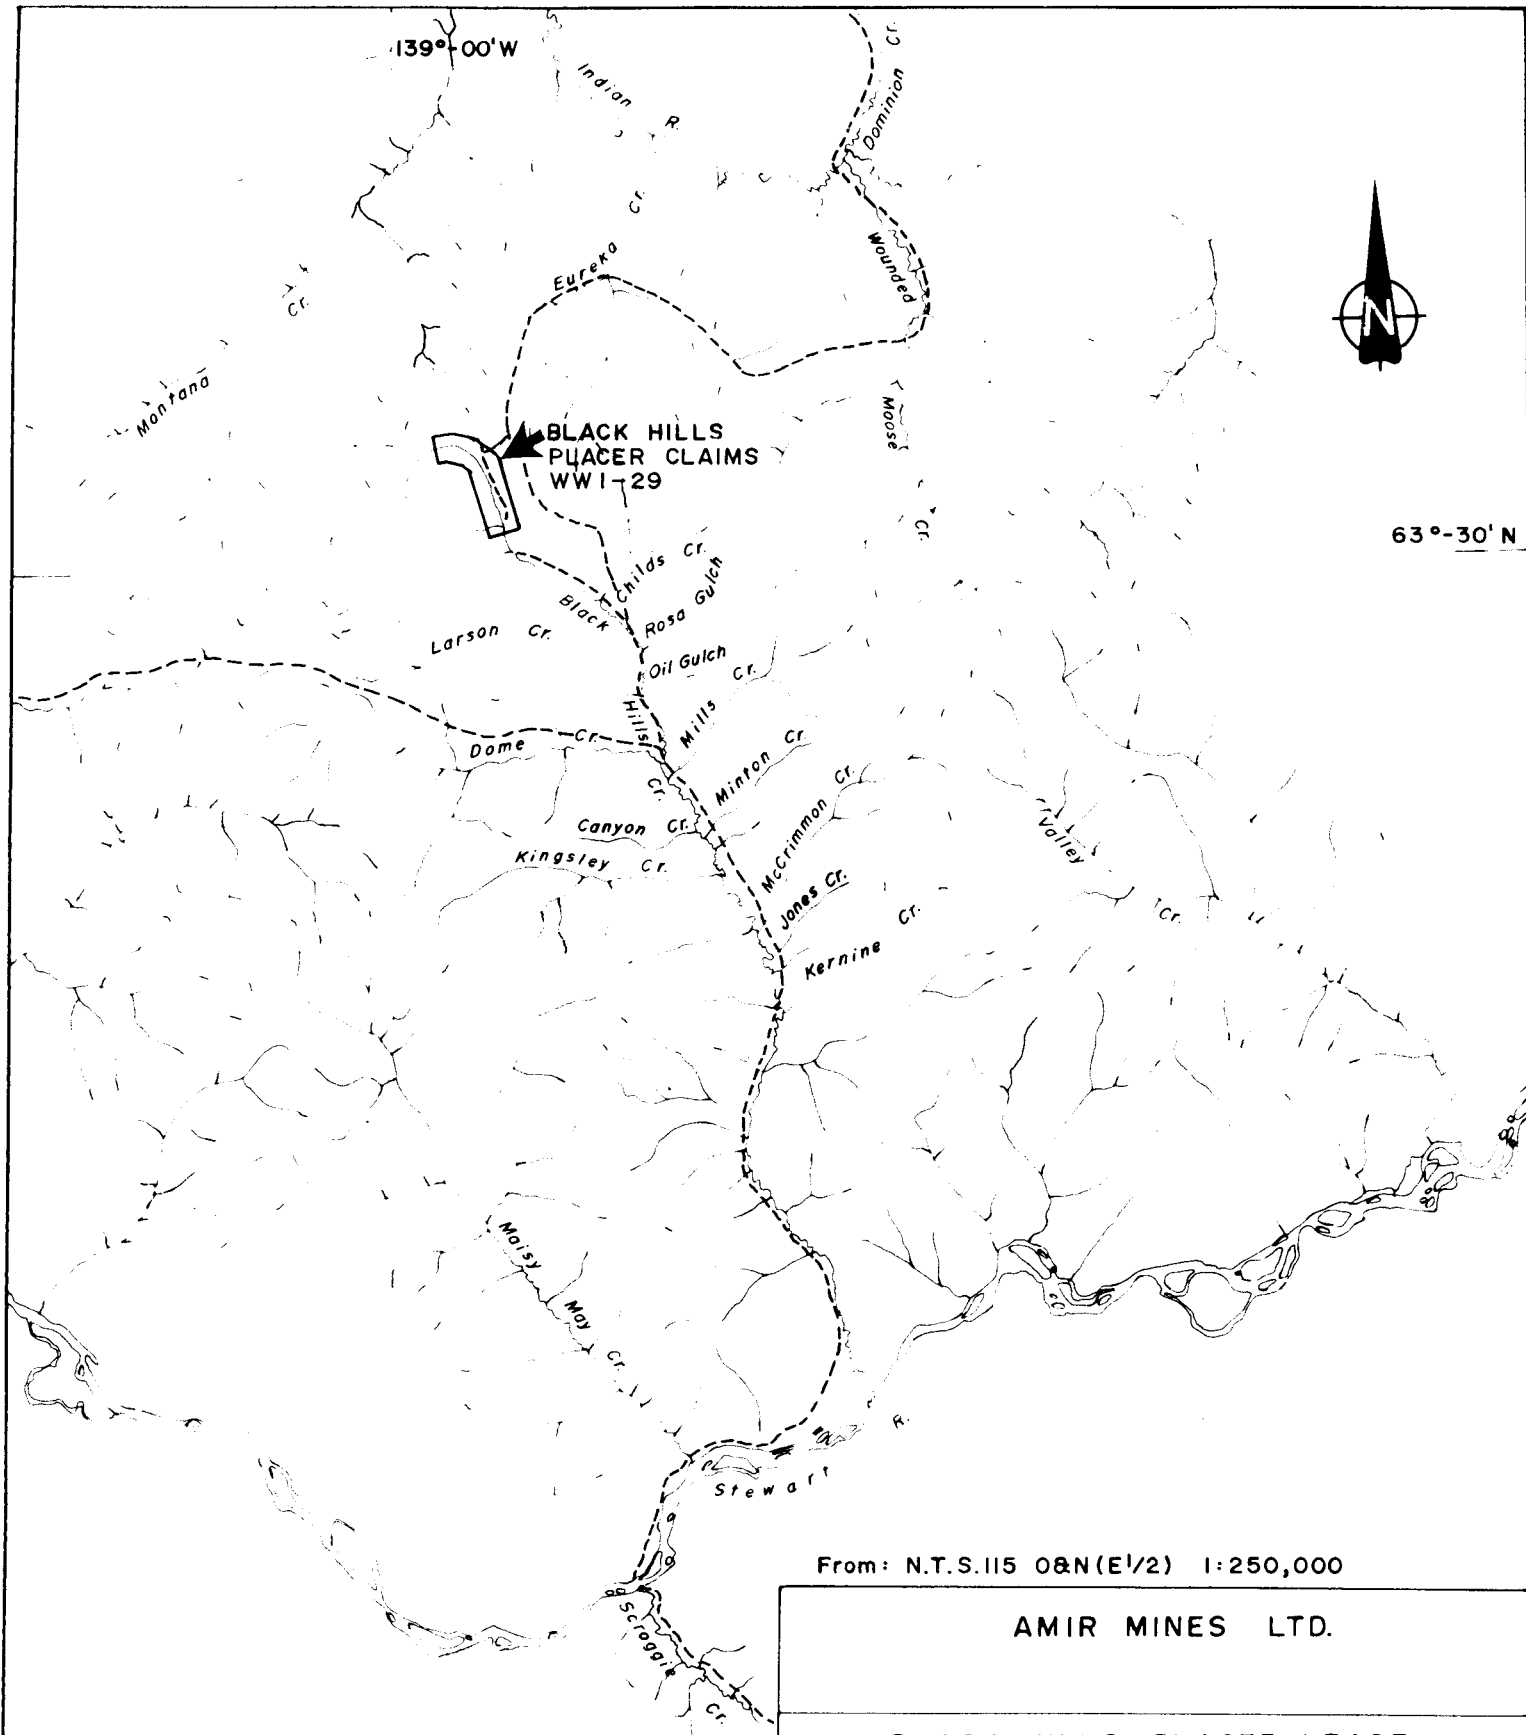 139°-00'W
Indian R.
Dominion Cr.
Eureka Cr.
Wounded Moose Cr.
Montana Cr.
N
BLACK HILLS
PLACER CLAIMS
WW 1-29
63°-30' N
Childs Cr.
Black Hills Cr.
Rosa Gulch
Larson Cr.
Oil Gulch
Mills Cr.
Dome Cr.
Minton Cr.
Canyon Cr.
McCrimmon Cr.
Kingsley Cr.
Valley Cr.
Jones Cr.
Kernine Cr.
Maisy May Cr.
Stewart R.
Scroggie Cr.
From: N.T.S. 115 O&N (E1/2) 1:250,000
AMIR MINES LTD.